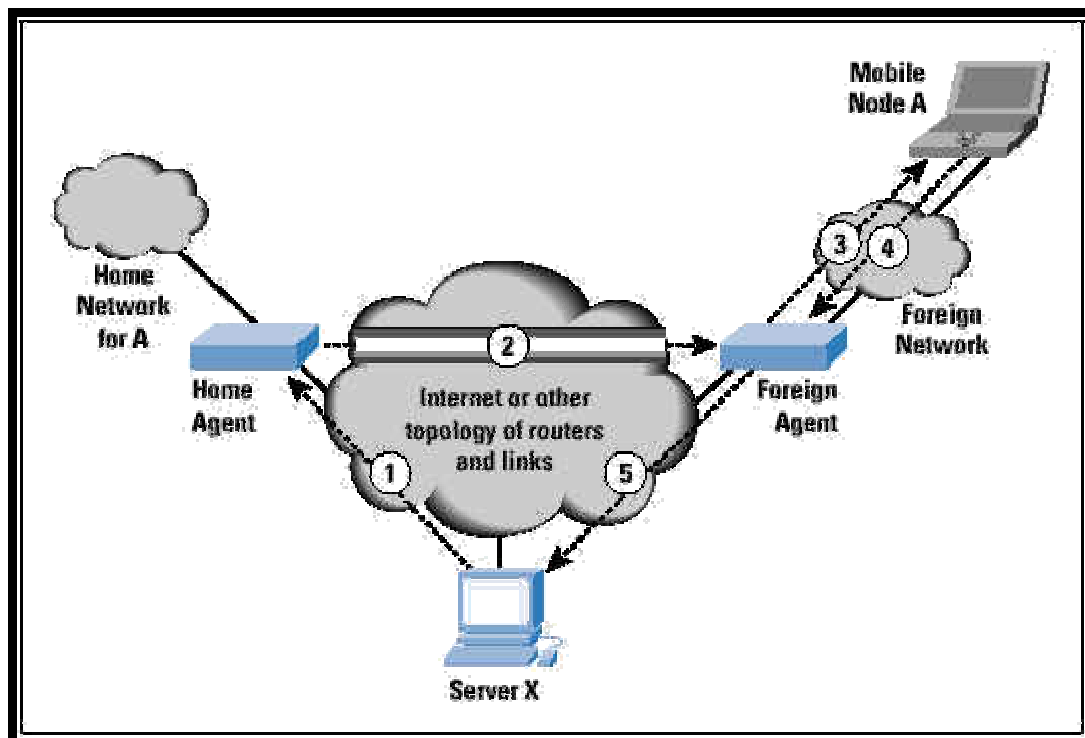 Mobile
Node A
3
4
Home
Network
for A
Foreign
Network
2
Home
Agent
Internet or other
topology of routers
and links
Foreign
Agent
1
5
Server X